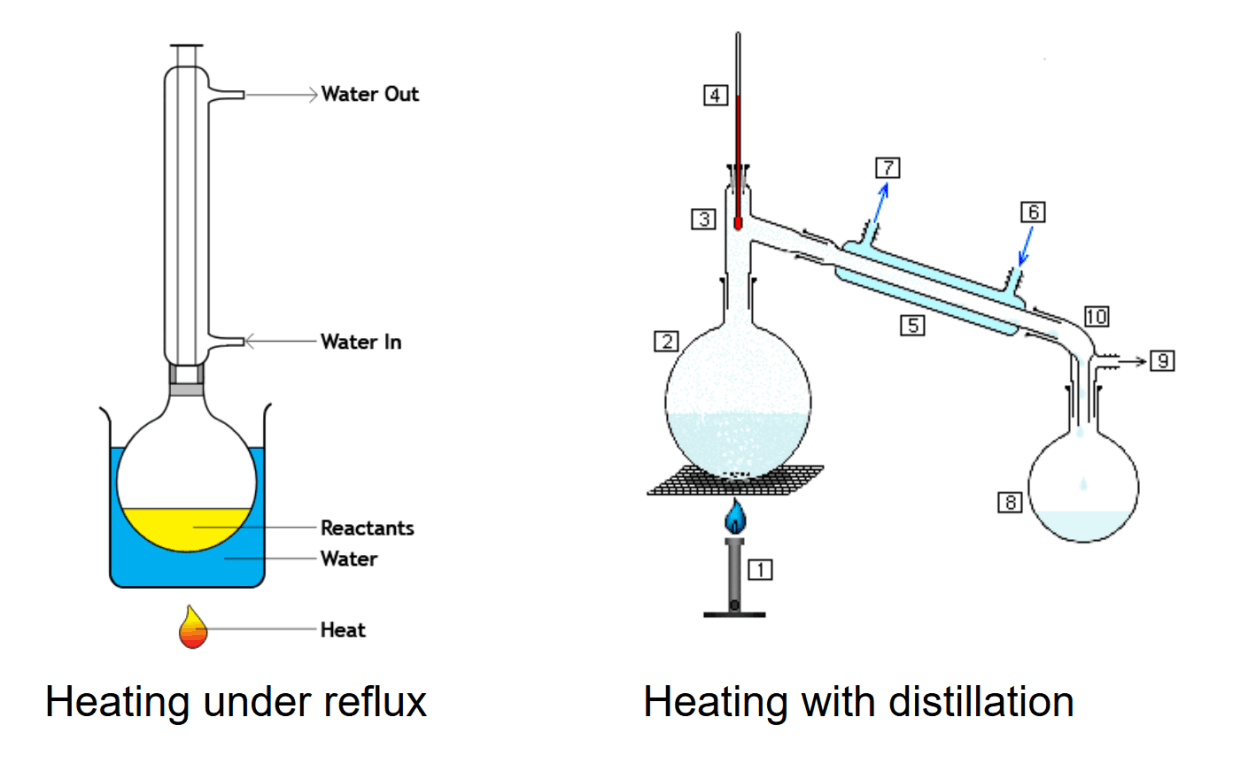 Water Out
Water In
Reactants
Water
Heat
Heating under reflux
4
7
3
6
5
10
2
9
8
1
Heating with distillation